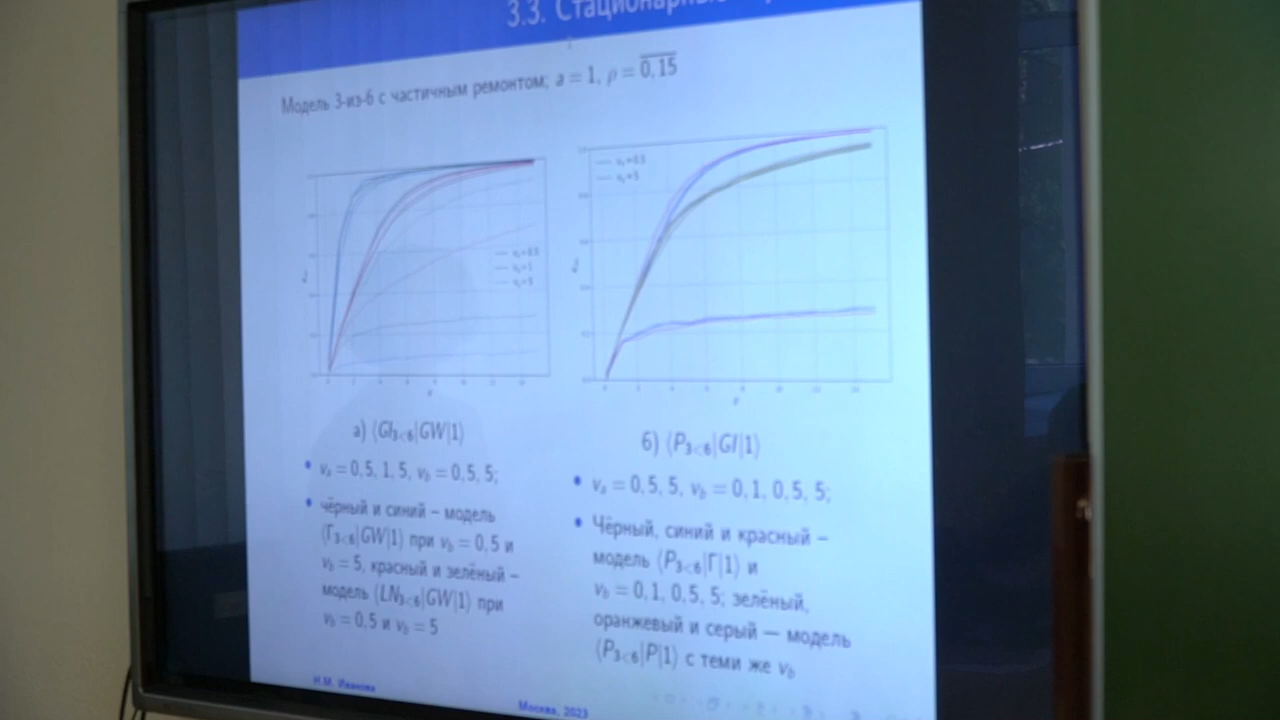 3.3. Стационарные
Модель 3-из-6 с частичным ремонтом; a = 1, ρ = 0,15
а) ⟨GI₃<₆|GW|1⟩
• vₐ = 0,5, 1, 5, v_b = 0,5, 5;
• чёрный и синий – модель
⟨Γ₃<₆|GW|1⟩ при v_b = 0,5 и
v_b = 5, красный и зелёный –
модель ⟨LN₃<₆|GW|1⟩ при
v_b = 0,5 и v_b = 5
б) ⟨P₃<₆|GI|1⟩
• vₐ = 0,5, 5, v_b = 0,1, 0,5, 5;
• Чёрный, синий и красный –
модель ⟨P₃<₆|Γ|1⟩ и
v_b = 0,1, 0,5, 5; зелёный,
оранжевый и серый — модель
⟨P₃<₆|P|1⟩ с теми же v_b
Н.М. Иванова
Москва, 2023